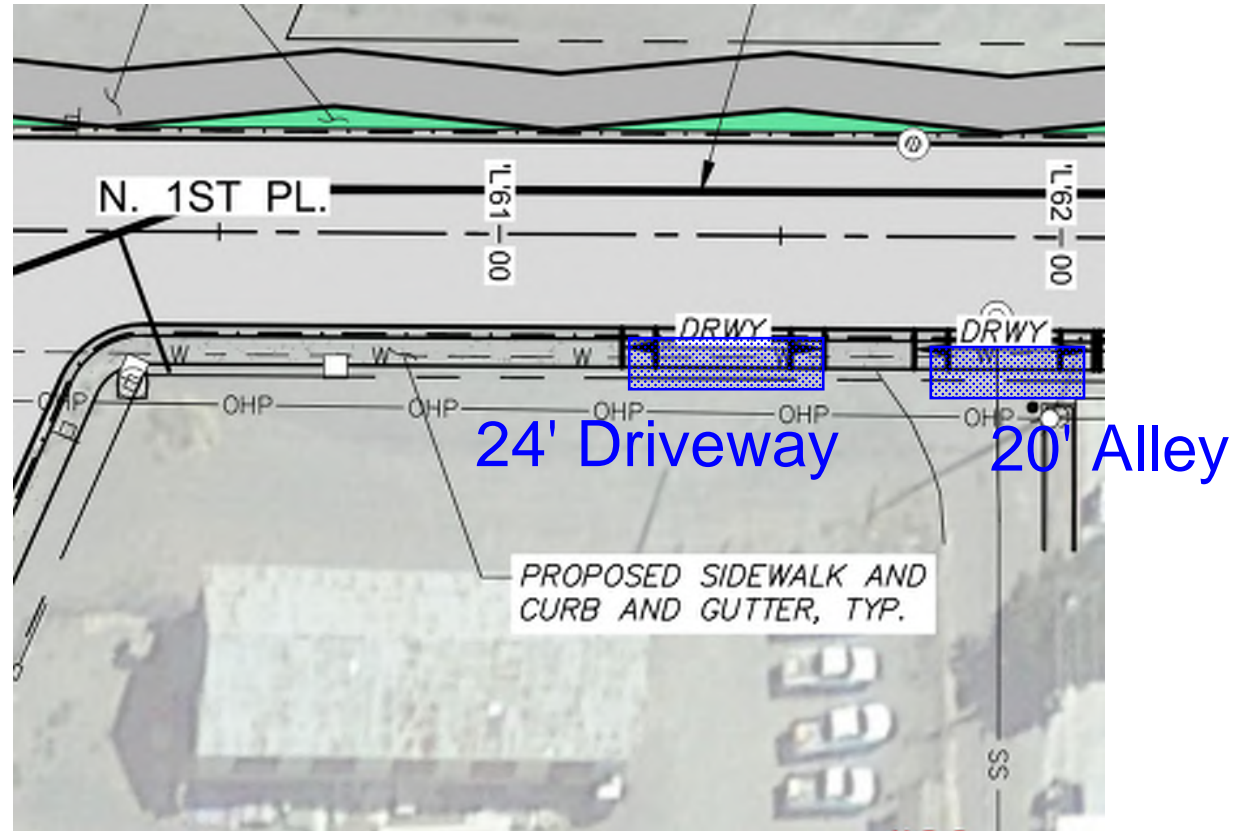 N. 1ST PL.
'L'61
00
'L'62
00
DRWY
DRWY
W
W
W
W
W
OHP
OHP
OHP
OHP
OHP
OHP
24' Driveway
20' Alley
PROPOSED SIDEWALK AND
CURB AND GUTTER, TYP.
SS